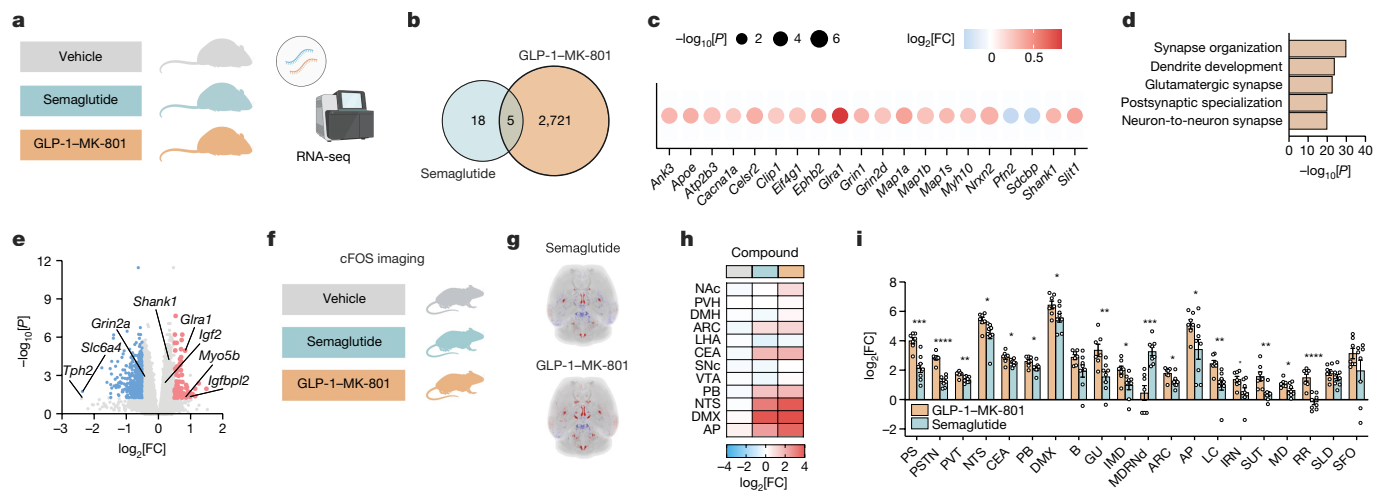 a
Vehicle
Semaglutide
GLP-1–MK-801
RNA-seq
b
GLP-1–MK-801
18
5
2,721
Semaglutide
c
–log10[P]
2
4
6
log2[FC]
0
0.5
Ank3
Apoe
Atp2b3
Cacna1a
Celsr2
Clip1
Eif4g1
Ephb2
Glra1
Grin1
Grin2d
Map1a
Map1b
Map1s
Myh10
Nrxn2
Pfn2
Sdcbp
Shank1
Slit1
d
Synapse organization
Dendrite development
Glutamatergic synapse
Postsynaptic specialization
Neuron-to-neuron synapse
0 10 20 30 40
–log10[P]
e
12
9
6
3
0
–log10[P]
Shank1
Grin2a
Glra1
Slc6a4
Igf2
Tph2
Myo5b
Igfbpl2
–3 –2 –1 0 1 2
log2[FC]
f
cFOS imaging
Vehicle
Semaglutide
GLP-1–MK-801
g
Semaglutide
GLP-1–MK-801
h
Compound
NAc
PVH
DMH
ARC
LHA
CEA
SNc
VTA
PB
NTS
DMX
AP
–4 –2 0 2 4
log2[FC]
i
8
6
4
2
0
–2
log2[FC]
*** **** ** * * * * ** * *** * * ** * ** * ****
GLP-1–MK-801
Semaglutide
PS
PSTN
PVT
NTS
CEA
PB
DMX
B
GU
IMD
MDRNd
ARC
AP
LC
IRN
SUT
MD
RR
SLD
SFO